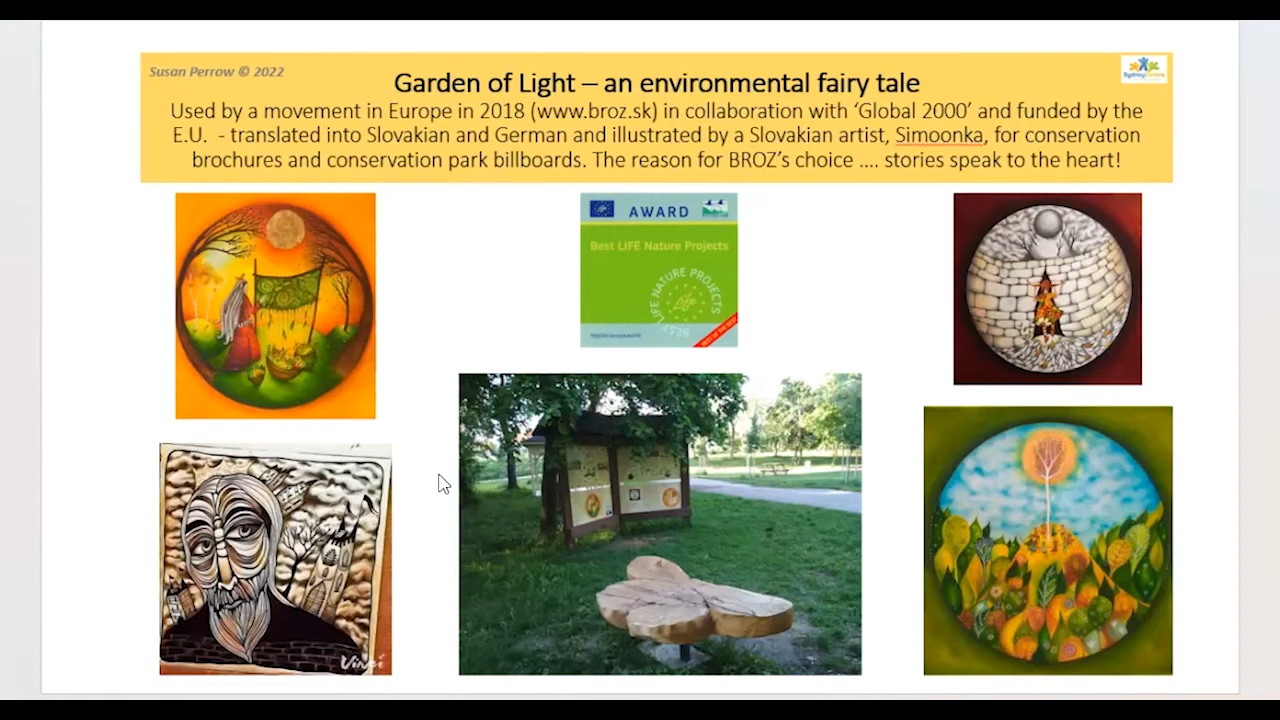 Susan Perrow © 2022
Garden of Light – an environmental fairy tale
Used by a movement in Europe in 2018 (www.broz.sk) in collaboration with ‘Global 2000’ and funded by the
E.U. - translated into Slovakian and German and illustrated by a Slovakian artist, Simoonka, for conservation
brochures and conservation park billboards. The reason for BROZ’s choice .... stories speak to the heart!
AWARD
Best LIFE Nature Projects
BEST LIFE NATURE PROJECTS
Life
Vinci